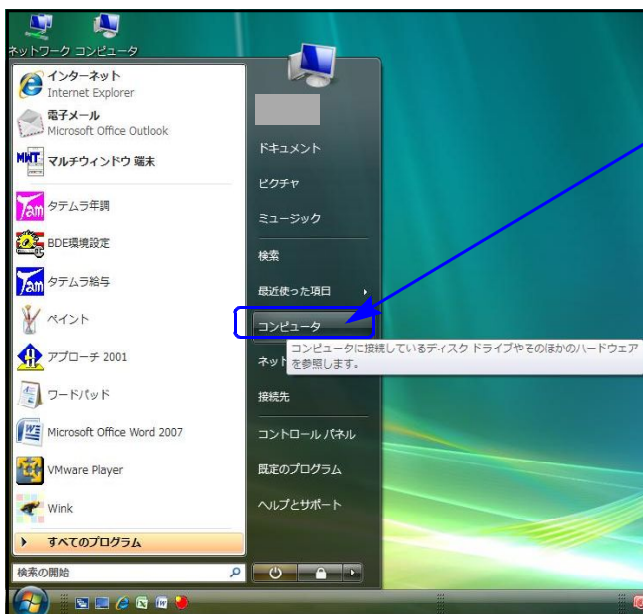 ネットワーク コンピュータ
インターネット
Internet Explorer
電子メール
Microsoft Office Outlook
MWT マルチウィンドウ 端末
Tam タテムラ年調
BDE環境設定
Tam タテムラ給与
ペイント
アプローチ 2001
ワードパッド
Microsoft Office Word 2007
VMware Player
Wink
すべてのプログラム
検索の開始
ドキュメント
ピクチャ
ミュージック
検索
最近使った項目
コンピュータ
コンピュータに接続しているディスク ドライブやそのほかのハードウェア
を参照します。
ネット
接続先
コントロール パネル
既定のプログラム
ヘルプとサポート